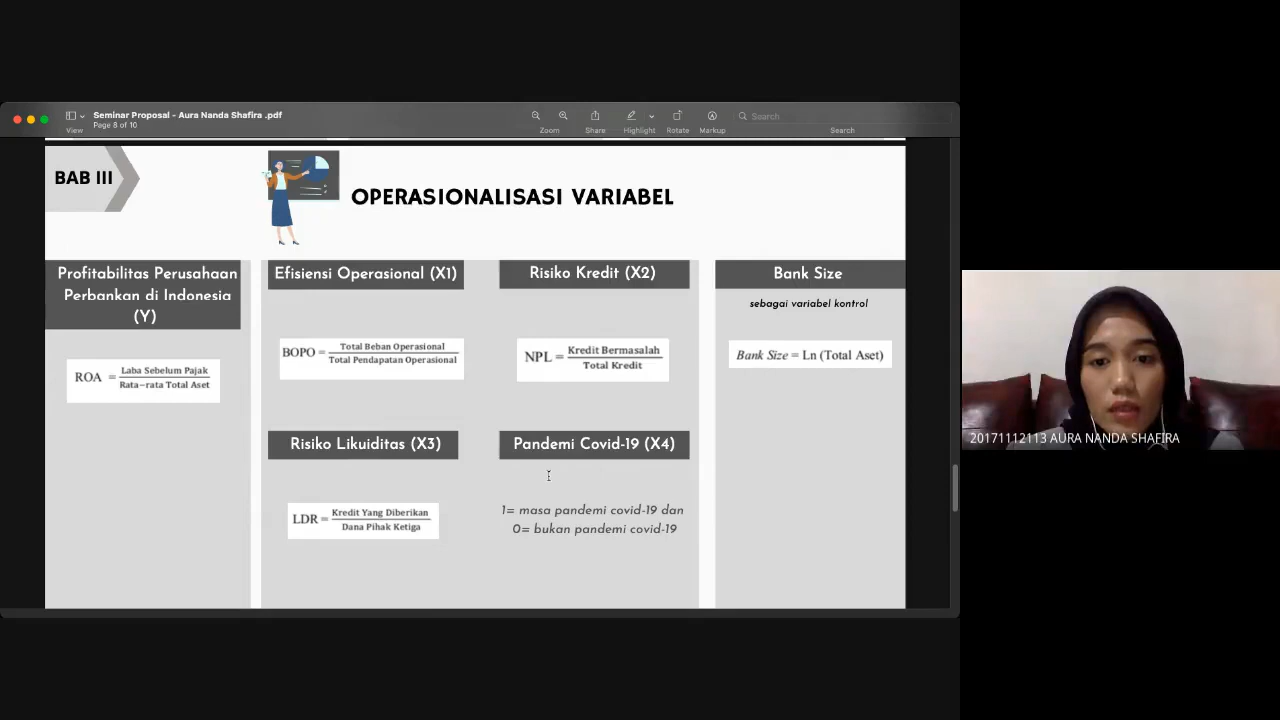 Seminar Proposal - Aura Nanda Shafira .pdf
Page 8 of 10
View
Zoom
Share
Highlight
Rotate
Markup
Search
Search
BAB III
OPERASIONALISASI VARIABEL
Profitabilitas Perusahaan
Perbankan di Indonesia
(Y)
ROA = Laba Sebelum Pajak
Rata−rata Total Aset
Efisiensi Operasional (X1)
BOPO = Total Beban Operasional
Total Pendapatan Operasional
Risiko Kredit (X2)
NPL = Kredit Bermasalah
Total Kredit
Risiko Likuiditas (X3)
LDR = Kredit Yang Diberikan
Dana Pihak Ketiga
Pandemi Covid-19 (X4)
1= masa pandemi covid-19 dan
0= bukan pandemi covid-19
Bank Size
sebagai variabel kontrol
Bank Size = Ln (Total Aset)
20171112113 AURA NANDA SHAFIRA